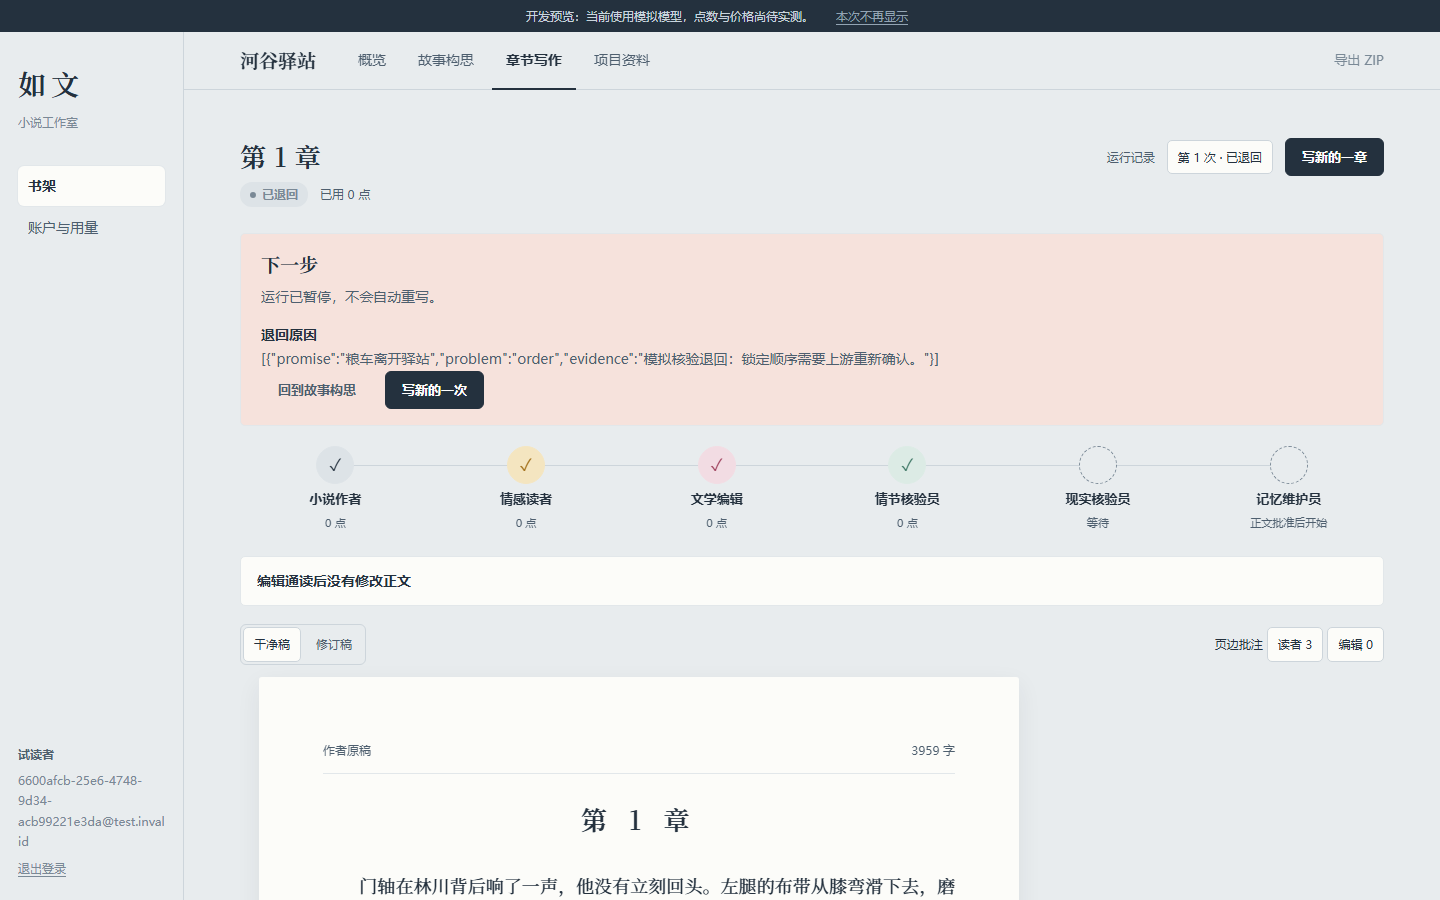 开发预览：当前使用模拟模型，点数与价格尚待实测。 本次不再显示
如文
小说工作室
书架
账户与用量
试读者
6600afcb-25e6-4748-
9d34-
acb99221e3da@test.inval
id
退出登录
河谷驿站 概览 故事构思 章节写作 项目资料 导出 ZIP
第 1 章
运行记录 第 1 次 · 已退回 写新的一章
已退回 已用 0 点
下一步
运行已暂停，不会自动重写。
退回原因
[{"promise":"粮车离开驿站","problem":"order","evidence":"模拟核验退回：锁定顺序需要上游重新确认。"}]
回到故事构思 写新的一次
小说作者 情感读者 文学编辑 情节核验员 现实核验员 记忆维护员
0 点 0 点 0 点 0 点 等待 正文批准后开始
编辑通读后没有修改正文
干净稿 修订稿 页边批注 读者 3 编辑 0
作者原稿 3959 字
第 1 章
门轴在林川背后响了一声，他没有立刻回头。左腿的布带从膝弯滑下去，磨